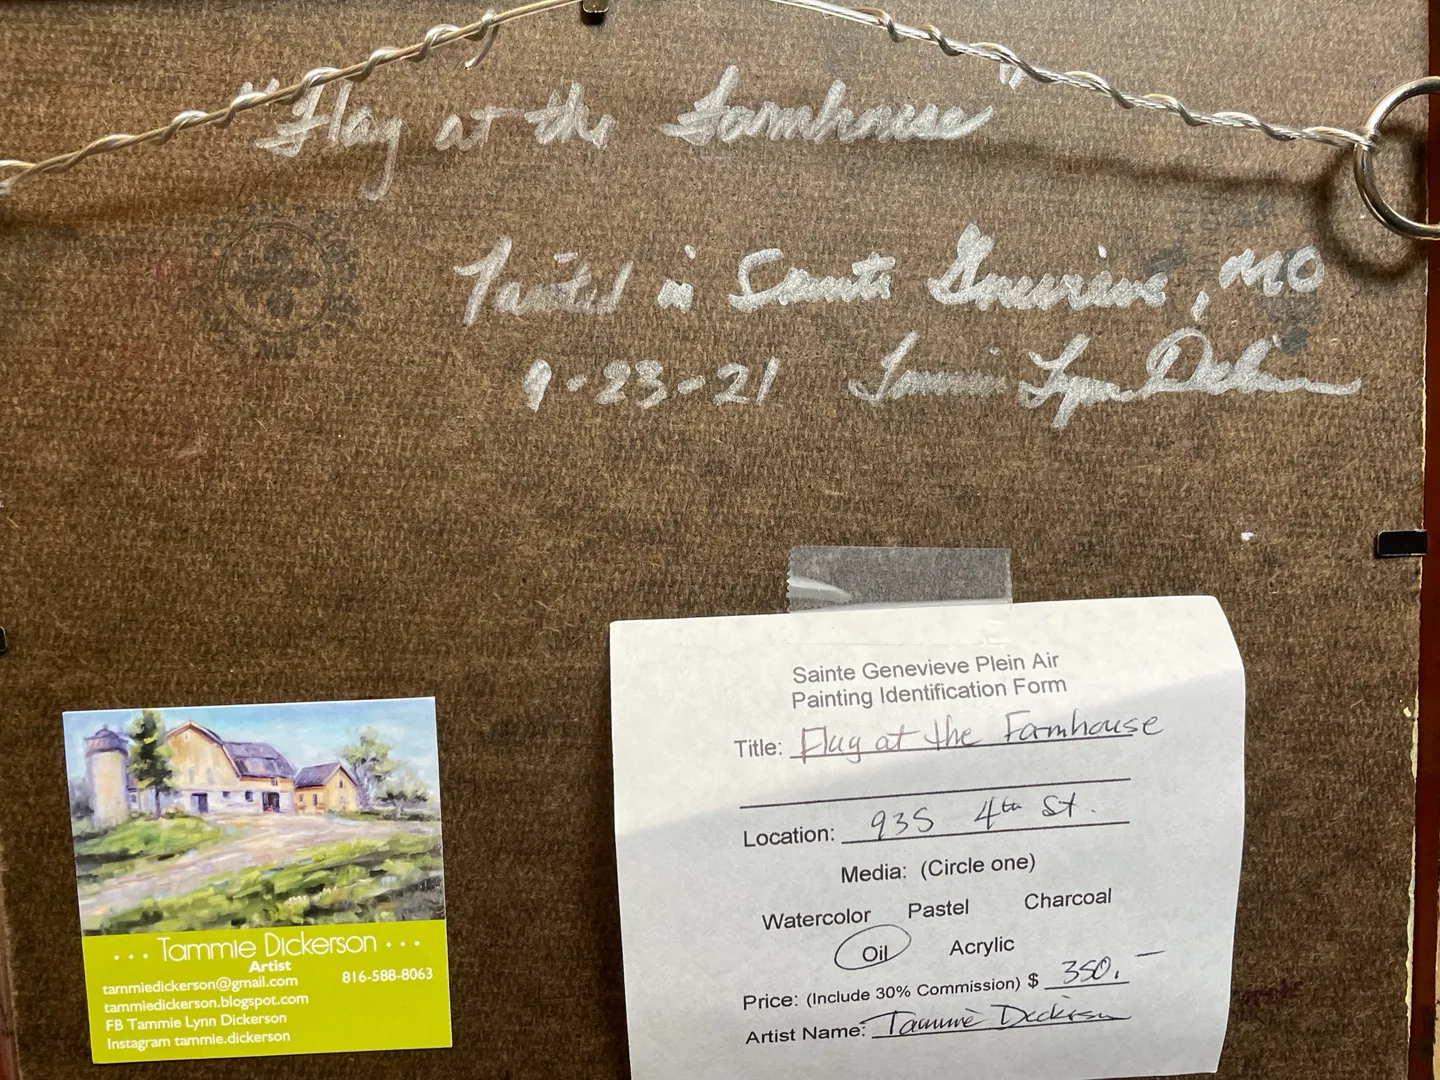 "Flag at the Farmhouse"
Painted in Sainte Genevieve, MO
9-23-21 Tammie Lynn Dickerson
Sainte Genevieve Plein Air
Painting Identification Form
Title: Flag at the Farmhouse
Location: 935 4th St.
Media: (Circle one)
Watercolor Pastel Charcoal
Oil Acrylic
Price: (Include 30% Commission) $ 350.—
Artist Name: Tammie Dickerson
... Tammie Dickerson ...
Artist
tammiedickerson@gmail.com 816-588-8063
tammiedickerson.blogspot.com
FB Tammie Lynn Dickerson
Instagram tammie.dickerson